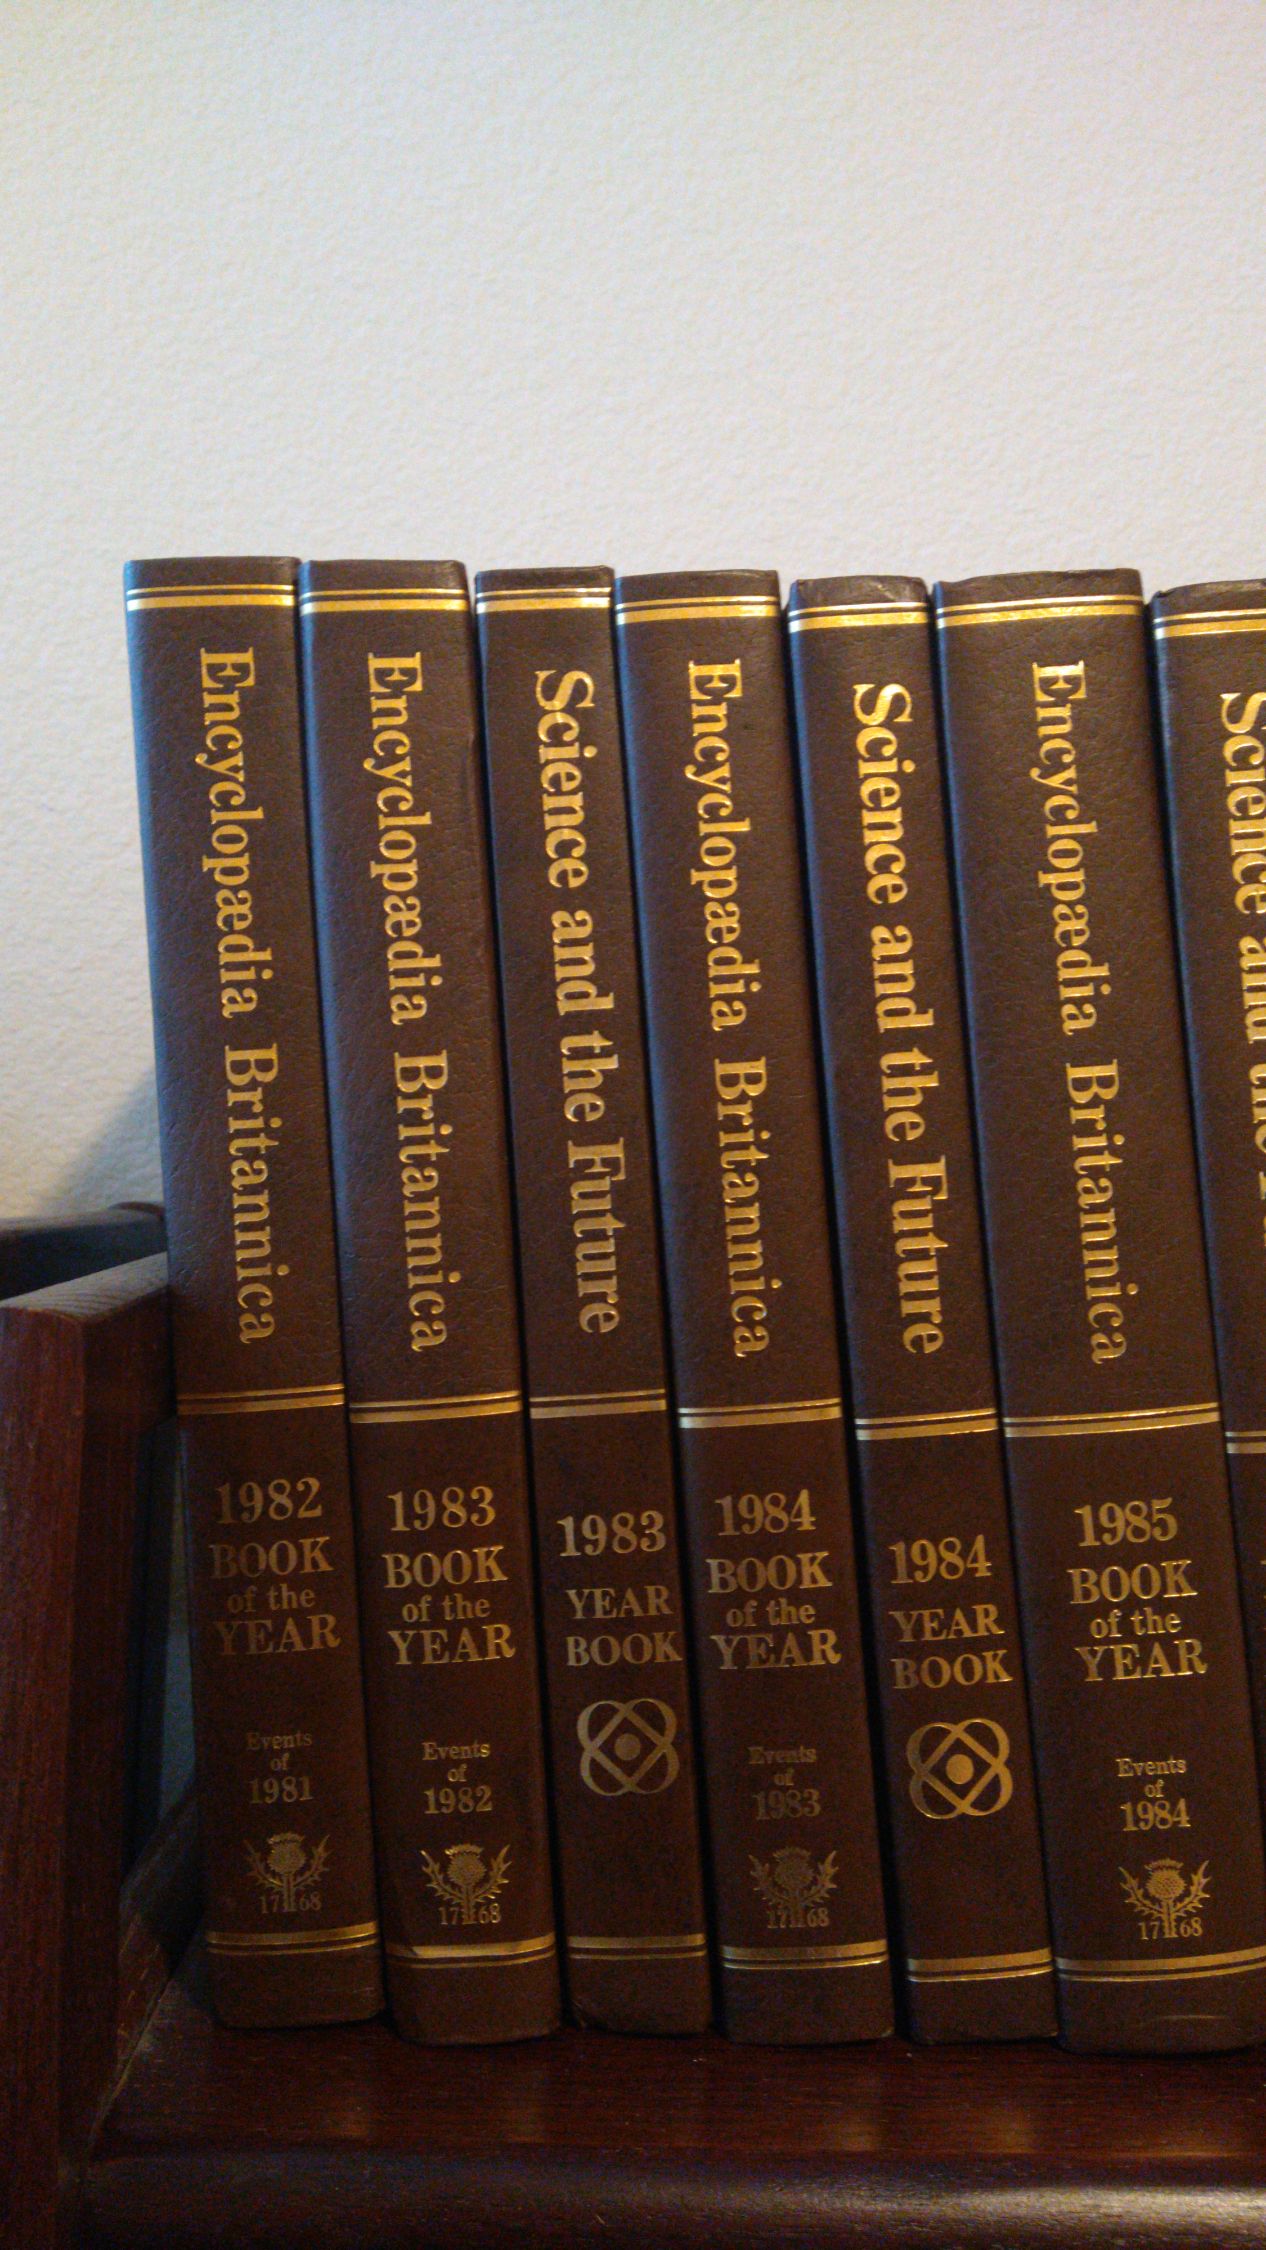 Encyclopædia Britannica
1982
BOOK
of the
YEAR
Events
of
1981
17 68
Encyclopædia Britannica
1983
BOOK
of the
YEAR
Events
of
1982
17 68
Science and the Future
1983
YEAR
BOOK
Encyclopædia Britannica
1984
BOOK
of the
YEAR
Events
of
1983
17 68
Science and the Future
1984
YEAR
BOOK
Encyclopædia Britannica
1985
BOOK
of the
YEAR
Events
of
1984
17 68
Science and the